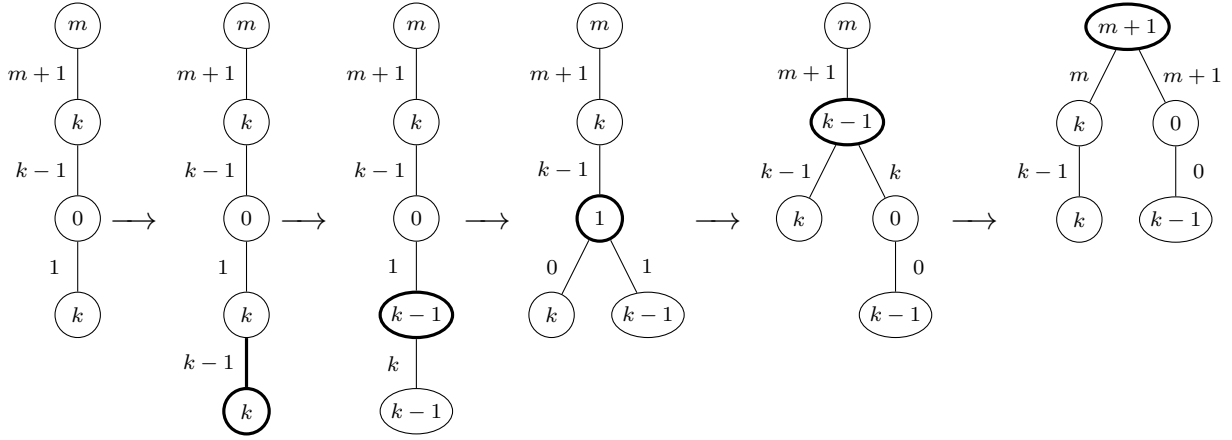 m m m m m m + 1
m + 1 m + 1 m + 1 m + 1 m + 1 m m + 1
k k k k k − 1 k 0
k − 1 k − 1 k − 1 k − 1 k − 1 k k − 1 0
0 ⟶ 0 ⟶ 0 ⟶ 1 ⟶ k 0 ⟶ k k − 1
1 1 1 0 1 0
k k k − 1 k k − 1 k − 1
k − 1 k
k k − 1